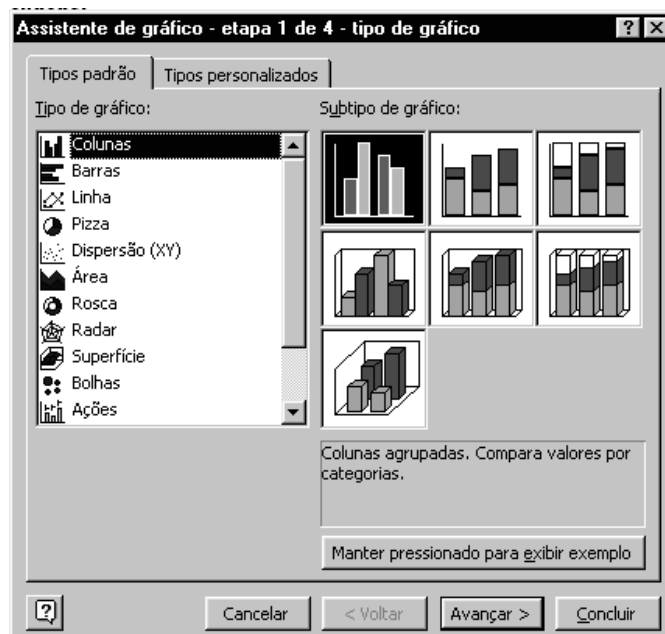 Assistente de gráfico - etapa 1 de 4 - tipo de gráfico
Tipos padrão
Tipos personalizados
Tipo de gráfico:
Colunas
Barras
Linha
Pizza
Dispersão (XY)
Área
Rosca
Radar
Superfície
Bolhas
Ações
Subtipo de gráfico:
Colunas agrupadas. Compara valores por
categorias.
Manter pressionado para exibir exemplo
Cancelar
< Voltar
Avançar >
Concluir